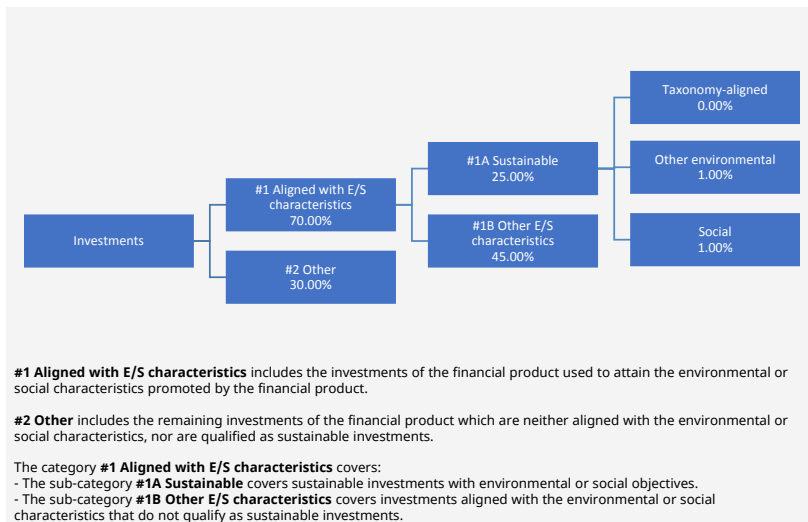 Investments
#1 Aligned with E/S
characteristics
70.00%
#2 Other
30.00%
#1A Sustainable
25.00%
#1B Other E/S
characteristics
45.00%
Taxonomy-aligned
0.00%
Other environmental
1.00%
Social
1.00%
#1 Aligned with E/S characteristics includes the investments of the financial product used to attain the environmental or
social characteristics promoted by the financial product.
#2 Other includes the remaining investments of the financial product which are neither aligned with the environmental or
social characteristics, nor are qualified as sustainable investments.
The category #1 Aligned with E/S characteristics covers:
- The sub-category #1A Sustainable covers sustainable investments with environmental or social objectives.
- The sub-category #1B Other E/S characteristics covers investments aligned with the environmental or social
characteristics that do not qualify as sustainable investments.